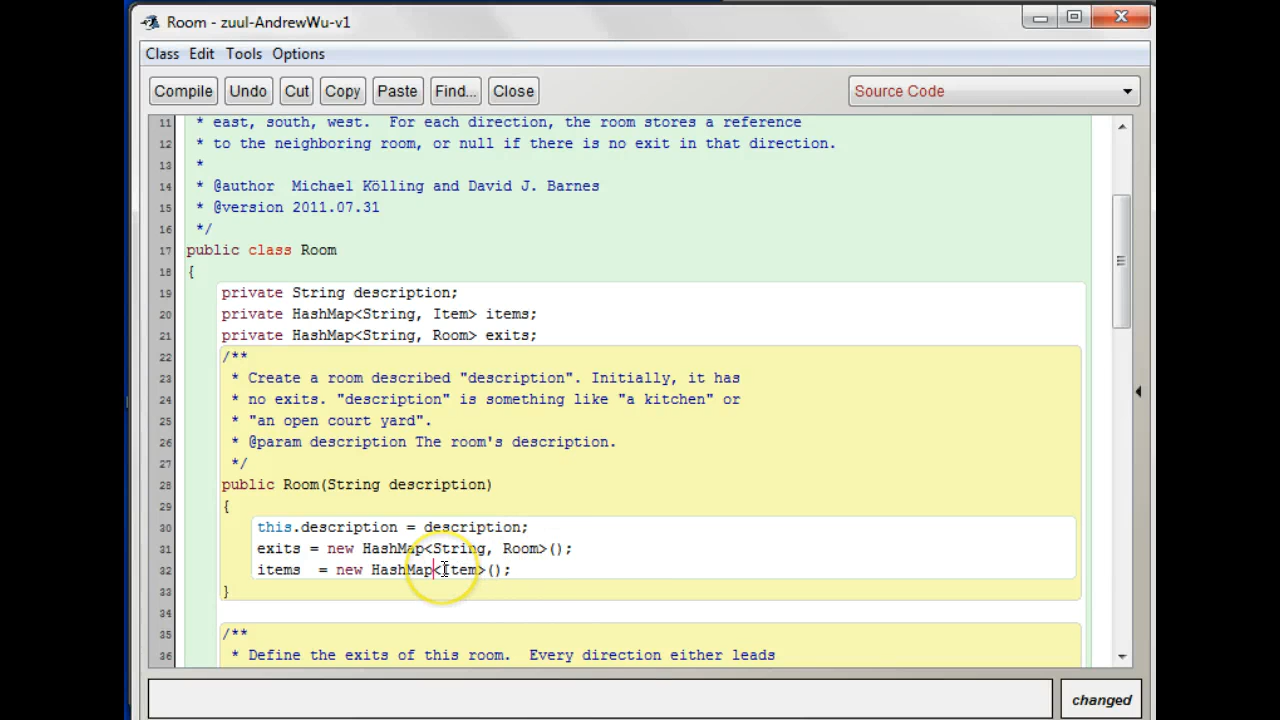 Room - zuul-AndrewWu-v1
Class Edit Tools Options
Compile Undo Cut Copy Paste Find... Close Source Code
11 * east, south, west.  For each direction, the room stores a reference
12 * to the neighboring room, or null if there is no exit in that direction.
13 *
14 * @author  Michael Kölling and David J. Barnes
15 * @version 2011.07.31
16 */
17 public class Room
18 {
19 private String description;
20 private HashMap<String, Item> items;
21 private HashMap<String, Room> exits;
22 /**
23 * Create a room described "description". Initially, it has
24 * no exits. "description" is something like "a kitchen" or
25 * "an open court yard".
26 * @param description The room's description.
27 */
28 public Room(String description)
29 {
30 this.description = description;
31 exits = new HashMap<String, Room>();
32 items  = new HashMap<Item>();
33 }
34
35 /**
36 * Define the exits of this room.  Every direction either leads
changed